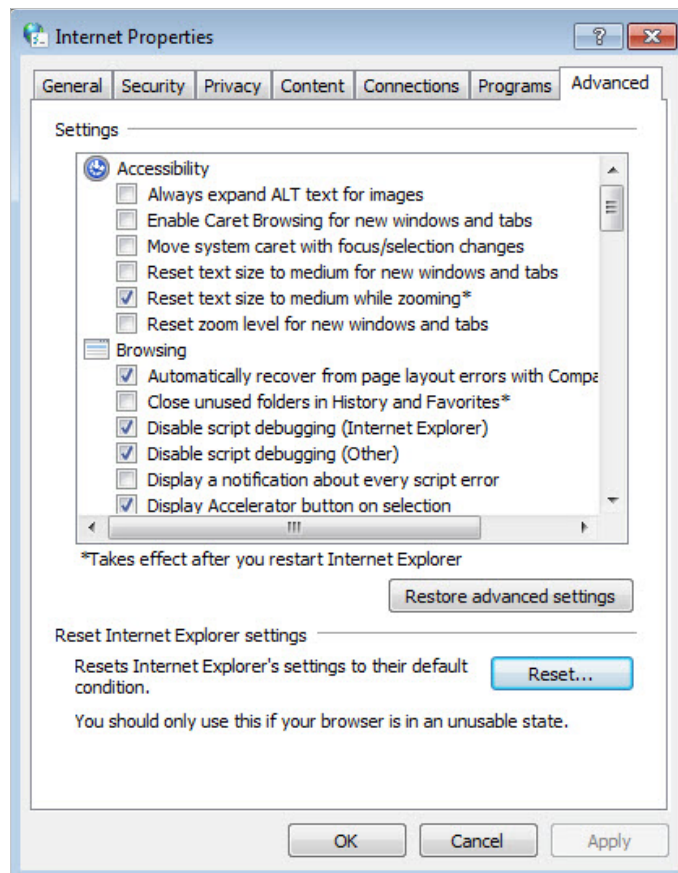 Internet Properties
General Security Privacy Content Connections Programs Advanced
Settings
Accessibility
Always expand ALT text for images
Enable Caret Browsing for new windows and tabs
Move system caret with focus/selection changes
Reset text size to medium for new windows and tabs
Reset text size to medium while zooming*
Reset zoom level for new windows and tabs
Browsing
Automatically recover from page layout errors with Compa
Close unused folders in History and Favorites*
Disable script debugging (Internet Explorer)
Disable script debugging (Other)
Display a notification about every script error
Display Accelerator button on selection
*Takes effect after you restart Internet Explorer
Restore advanced settings
Reset Internet Explorer settings
Resets Internet Explorer's settings to their default
condition.
Reset...
You should only use this if your browser is in an unusable state.
OK Cancel Apply